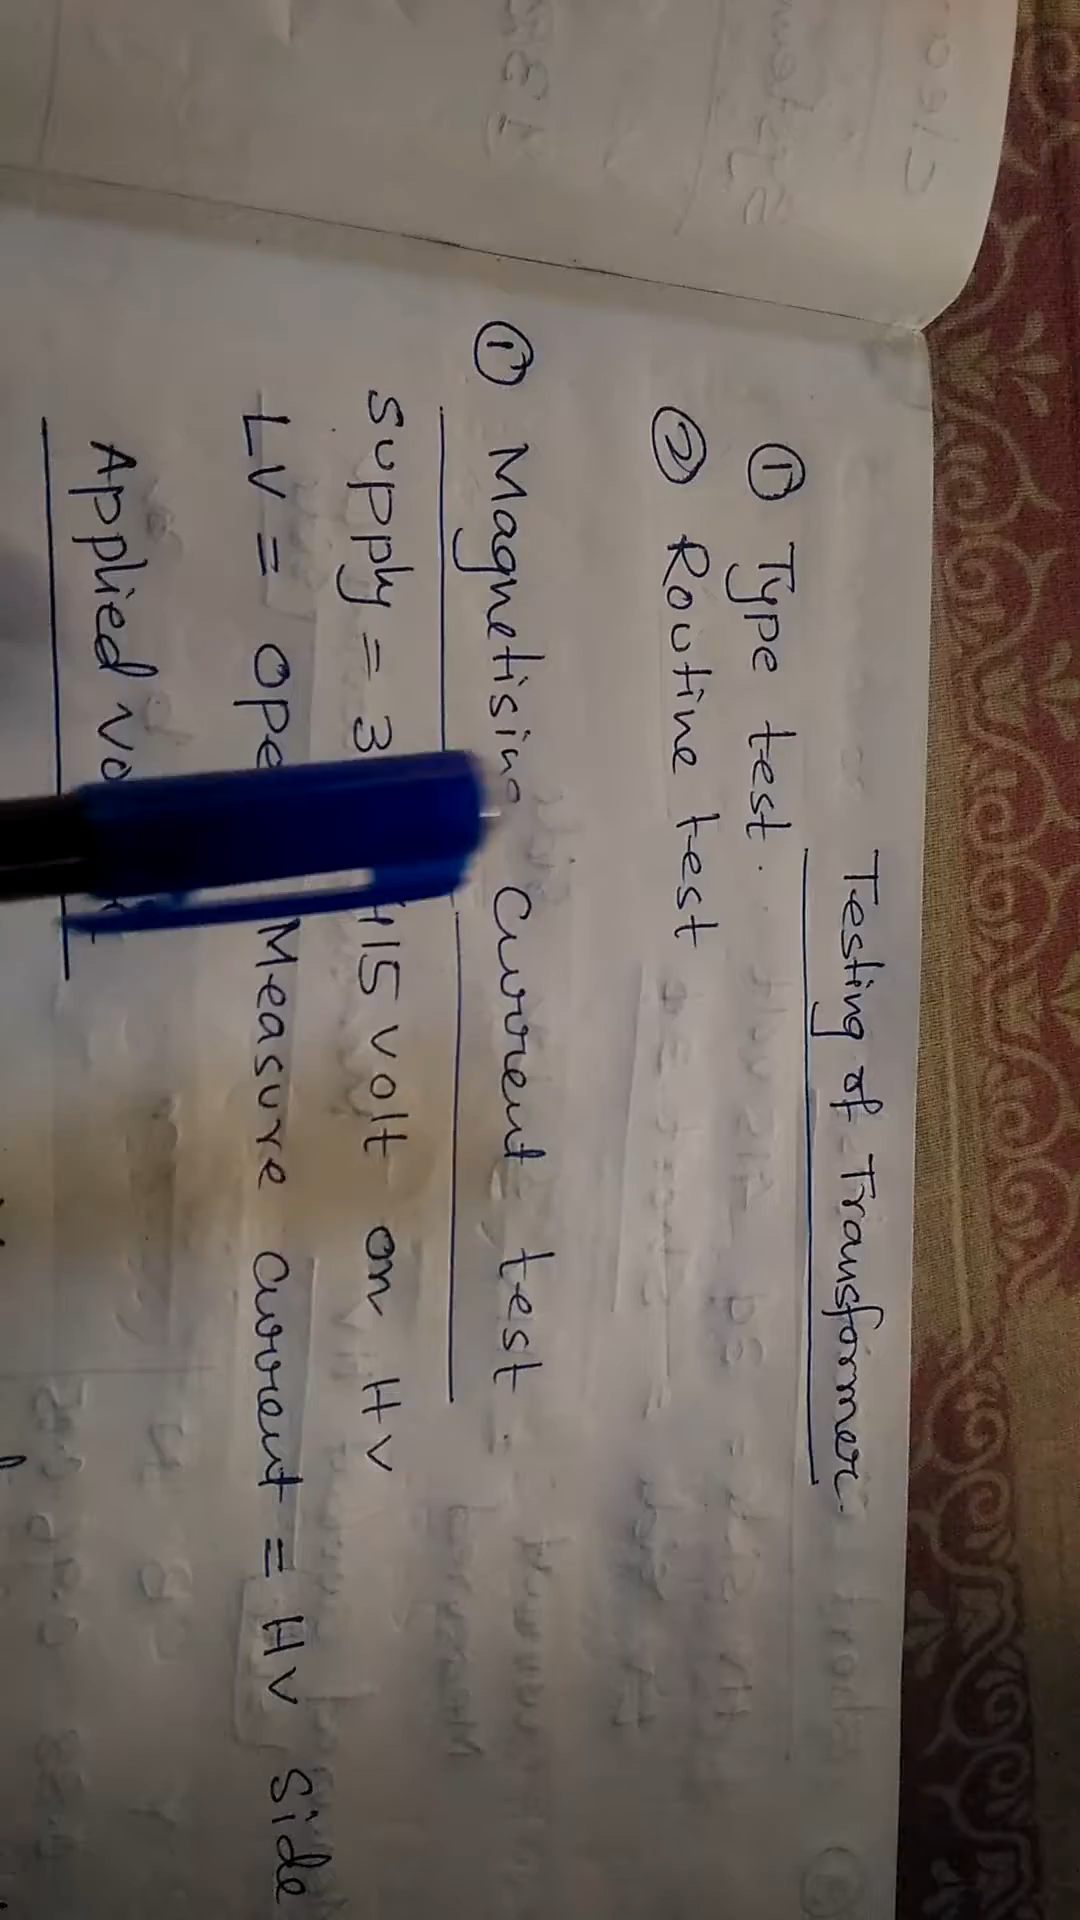 Testing of Transformer
① Type test.
② Routine test
① Magnetising Current test
Supply = 3 415 volt on HV
LV = Measure Current = HV Side
Applied